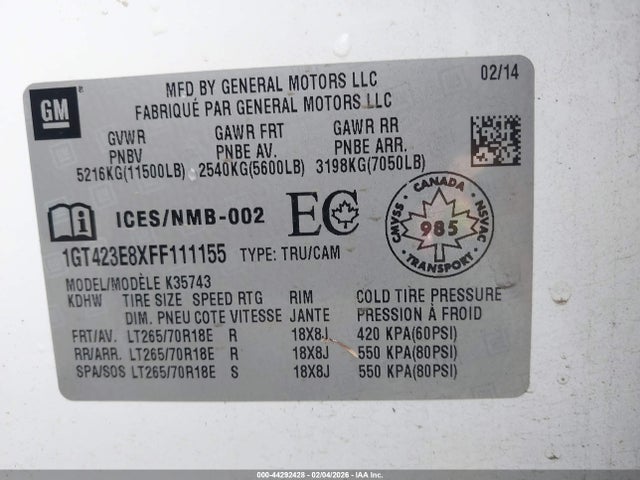 GM
MFD BY GENERAL MOTORS LLC 02/14
FABRIQUÉ PAR GENERAL MOTORS LLC
GVWR GAWR FRT GAWR RR
PNBV PNBE AV. PNBE ARR.
5216KG(11500LB) 2540KG(5600LB) 3198KG(7050LB)
i ICES/NMB-002 EC
CANADA
CMVSS 985 NSVAC
TRANSPORT
1GT423E8XFF111155 TYPE: TRU/CAM
MODEL/MODÈLE K35743
KDHW TIRE SIZE SPEED RTG RIM COLD TIRE PRESSURE
DIM. PNEU COTE VITESSE JANTE PRESSION À FROID
FRT/AV. LT265/70R18E R 18X8J 420 KPA(60PSI)
RR/ARR. LT265/70R18E R 18X8J 550 KPA(80PSI)
SPA/SOS LT265/70R18E S 18X8J 550 KPA(80PSI)
000-44292428 - 02/04/2026 - IAA Inc.